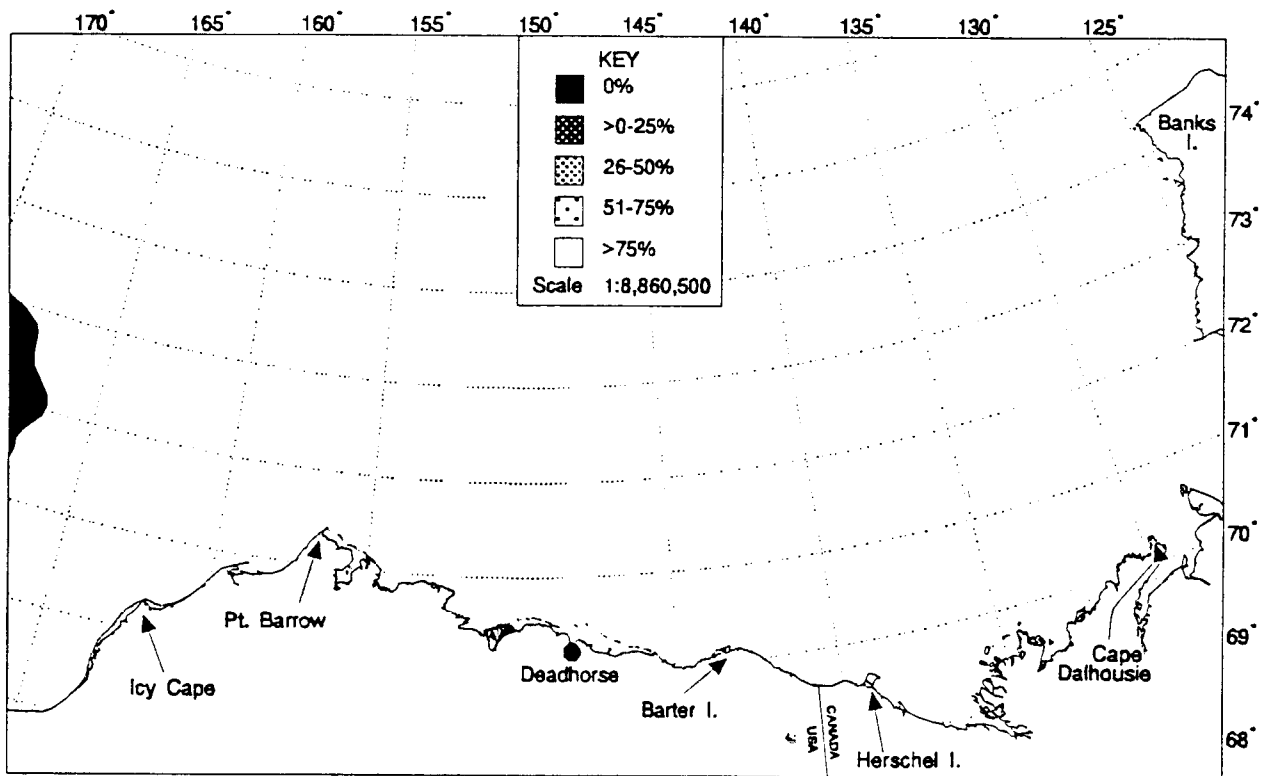 170° 165° 160° 155° 150° 145° 140° 135° 130° 125°
KEY
0%
>0-25%
26-50%
51-75%
>75%
Scale 1:8,860,500
74°
Banks
I.
73°
72°
71°
70°
69°
68°
Pt. Barrow
Icy Cape
Deadhorse
Barter I.
CANADA
USA
Herschel I.
Cape
Dalhousie